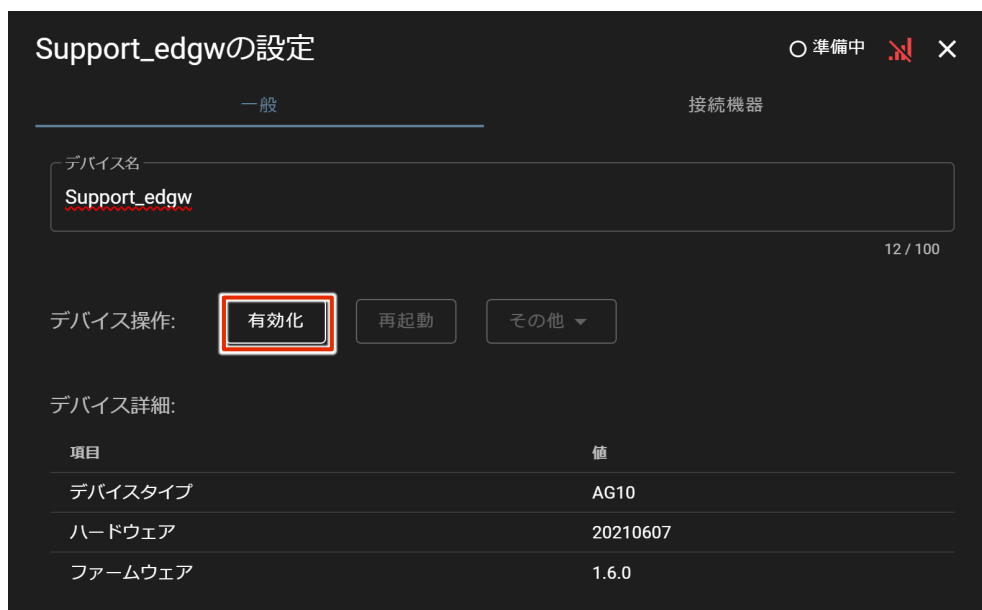 Support_edgwの設定 準備中
一般 接続機器
デバイス名
Support_edgw
12 / 100
デバイス操作: 有効化 再起動 その他
デバイス詳細:
項目 値
デバイスタイプ AG10
ハードウェア 20210607
ファームウェア 1.6.0